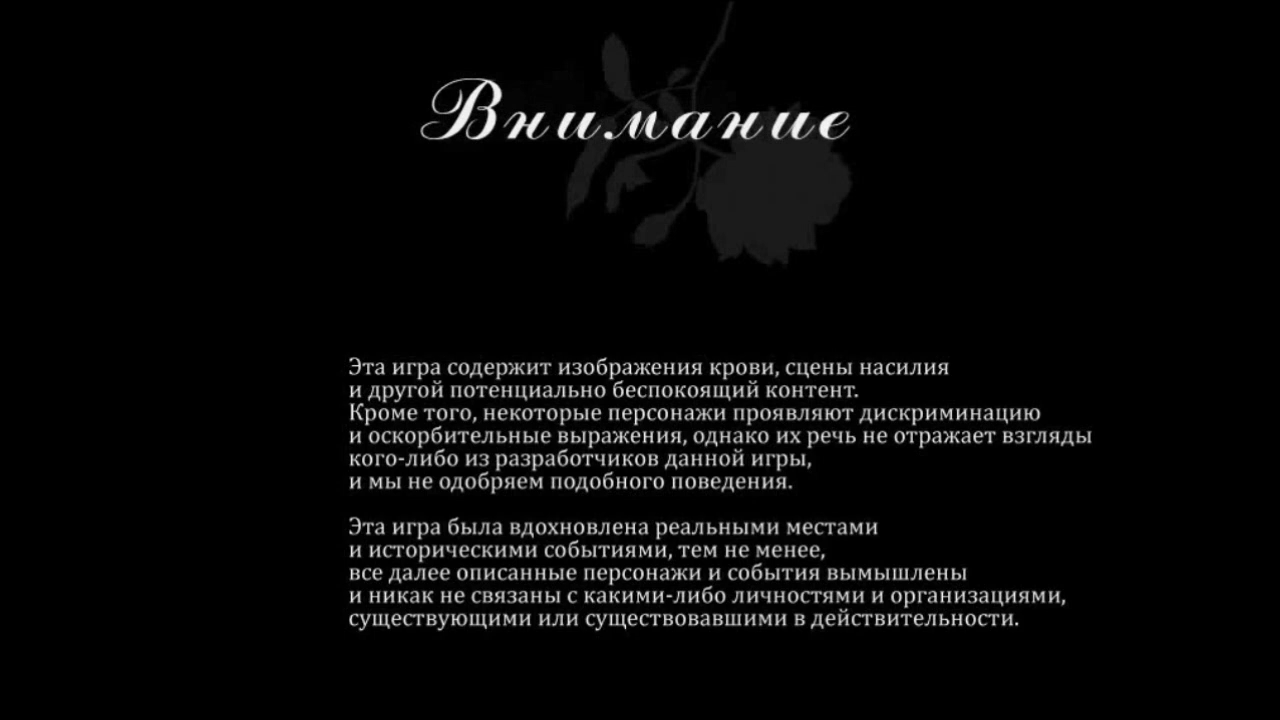 Внимание
Эта игра содержит изображения крови, сцены насилия
и другой потенциально беспокоящий контент.
Кроме того, некоторые персонажи проявляют дискриминацию
и оскорбительные выражения, однако их речь не отражает взгляды
кого-либо из разработчиков данной игры,
и мы не одобряем подобного поведения.
Эта игра была вдохновлена реальными местами
и историческими событиями, тем не менее,
все далее описанные персонажи и события вымышлены
и никак не связаны с какими-либо личностями и организациями,
существующими или существовавшими в действительности.